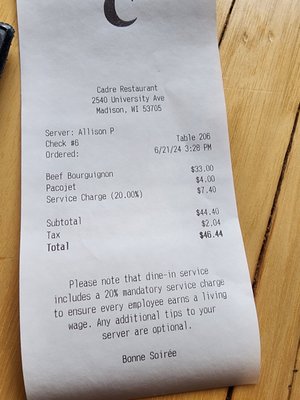 C
Cadre Restaurant
2540 University Ave
Madison, WI 53705
Server: Allison P
Check #6 Table 206
Ordered: 6/21/24 3:28 PM
Beef Bourguignon $33.00
Pacojet $4.00
Service Charge (20.00%) $7.40
Subtotal $44.40
Tax $2.04
Total $46.44
Please note that dine-in service
includes a 20% mandatory service charge
to ensure every employee earns a living
wage. Any additional tips to your
server are optional.
Bonne Soirée